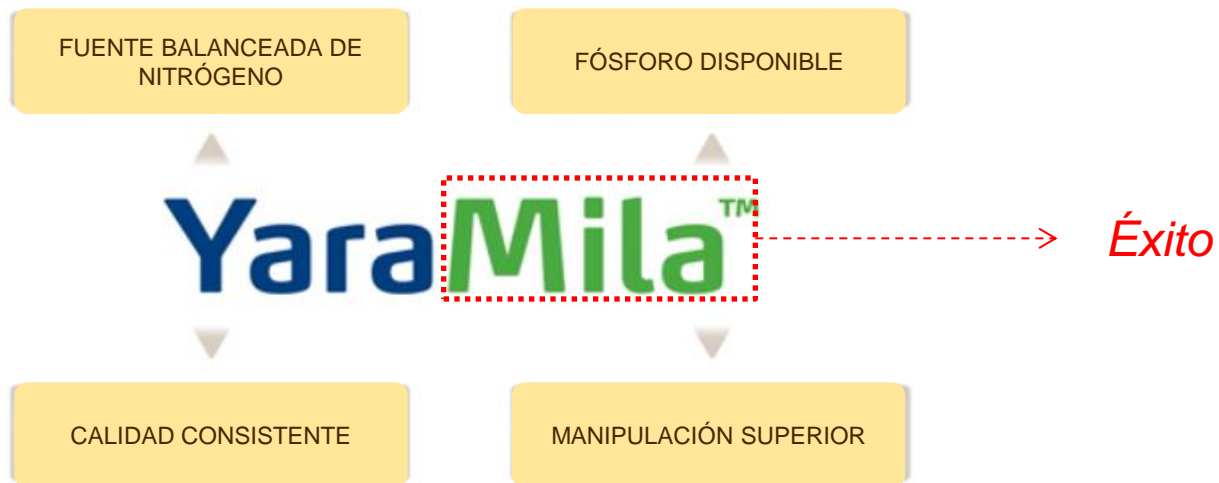 FUENTE BALANCEADA DE
NITRÓGENO
FÓSFORO DISPONIBLE
YaraMila™
Éxito
CALIDAD CONSISTENTE
MANIPULACIÓN SUPERIOR